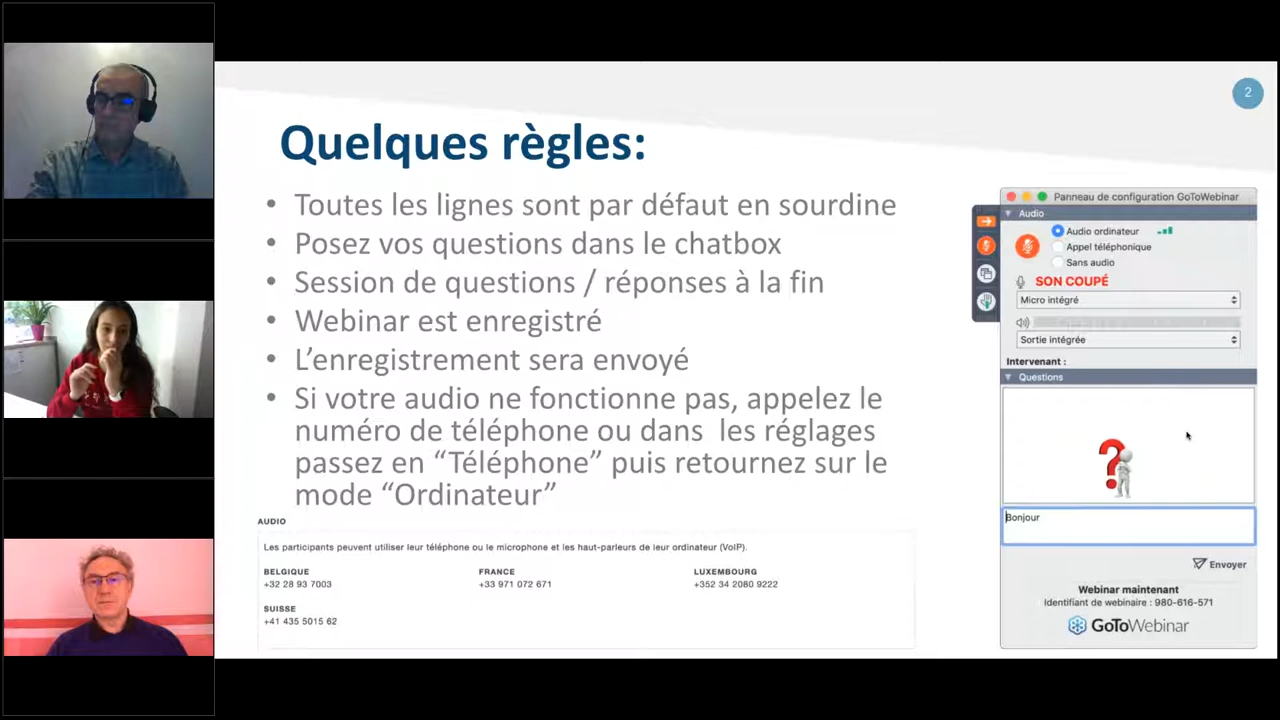 2
Quelques règles:
• Toutes les lignes sont par défaut en sourdine
• Posez vos questions dans le chatbox
• Session de questions / réponses à la fin
• Webinar est enregistré
• L’enregistrement sera envoyé
• Si votre audio ne fonctionne pas, appelez le
numéro de téléphone ou dans les réglages
passez en “Téléphone” puis retournez sur le
mode “Ordinateur”
AUDIO
Les participants peuvent utiliser leur téléphone ou le microphone et les haut-parleurs de leur ordinateur (VoIP).
BELGIQUE
+32 28 93 7003
FRANCE
+33 971 072 671
LUXEMBOURG
+352 34 2080 9222
SUISSE
+41 435 5015 62
Panneau de configuration GoToWebinar
Audio
Audio ordinateur
Appel téléphonique
Sans audio
SON COUPÉ
Micro intégré
Sortie intégrée
Intervenant :
Questions
?
Bonjour
Envoyer
Webinar maintenant
Identifiant de webinaire : 980-616-571
GoToWebinar